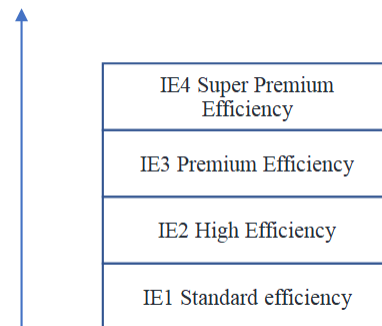 IE4 Super Premium
Efficiency
IE3 Premium Efficiency
IE2 High Efficiency
IE1 Standard efficiency